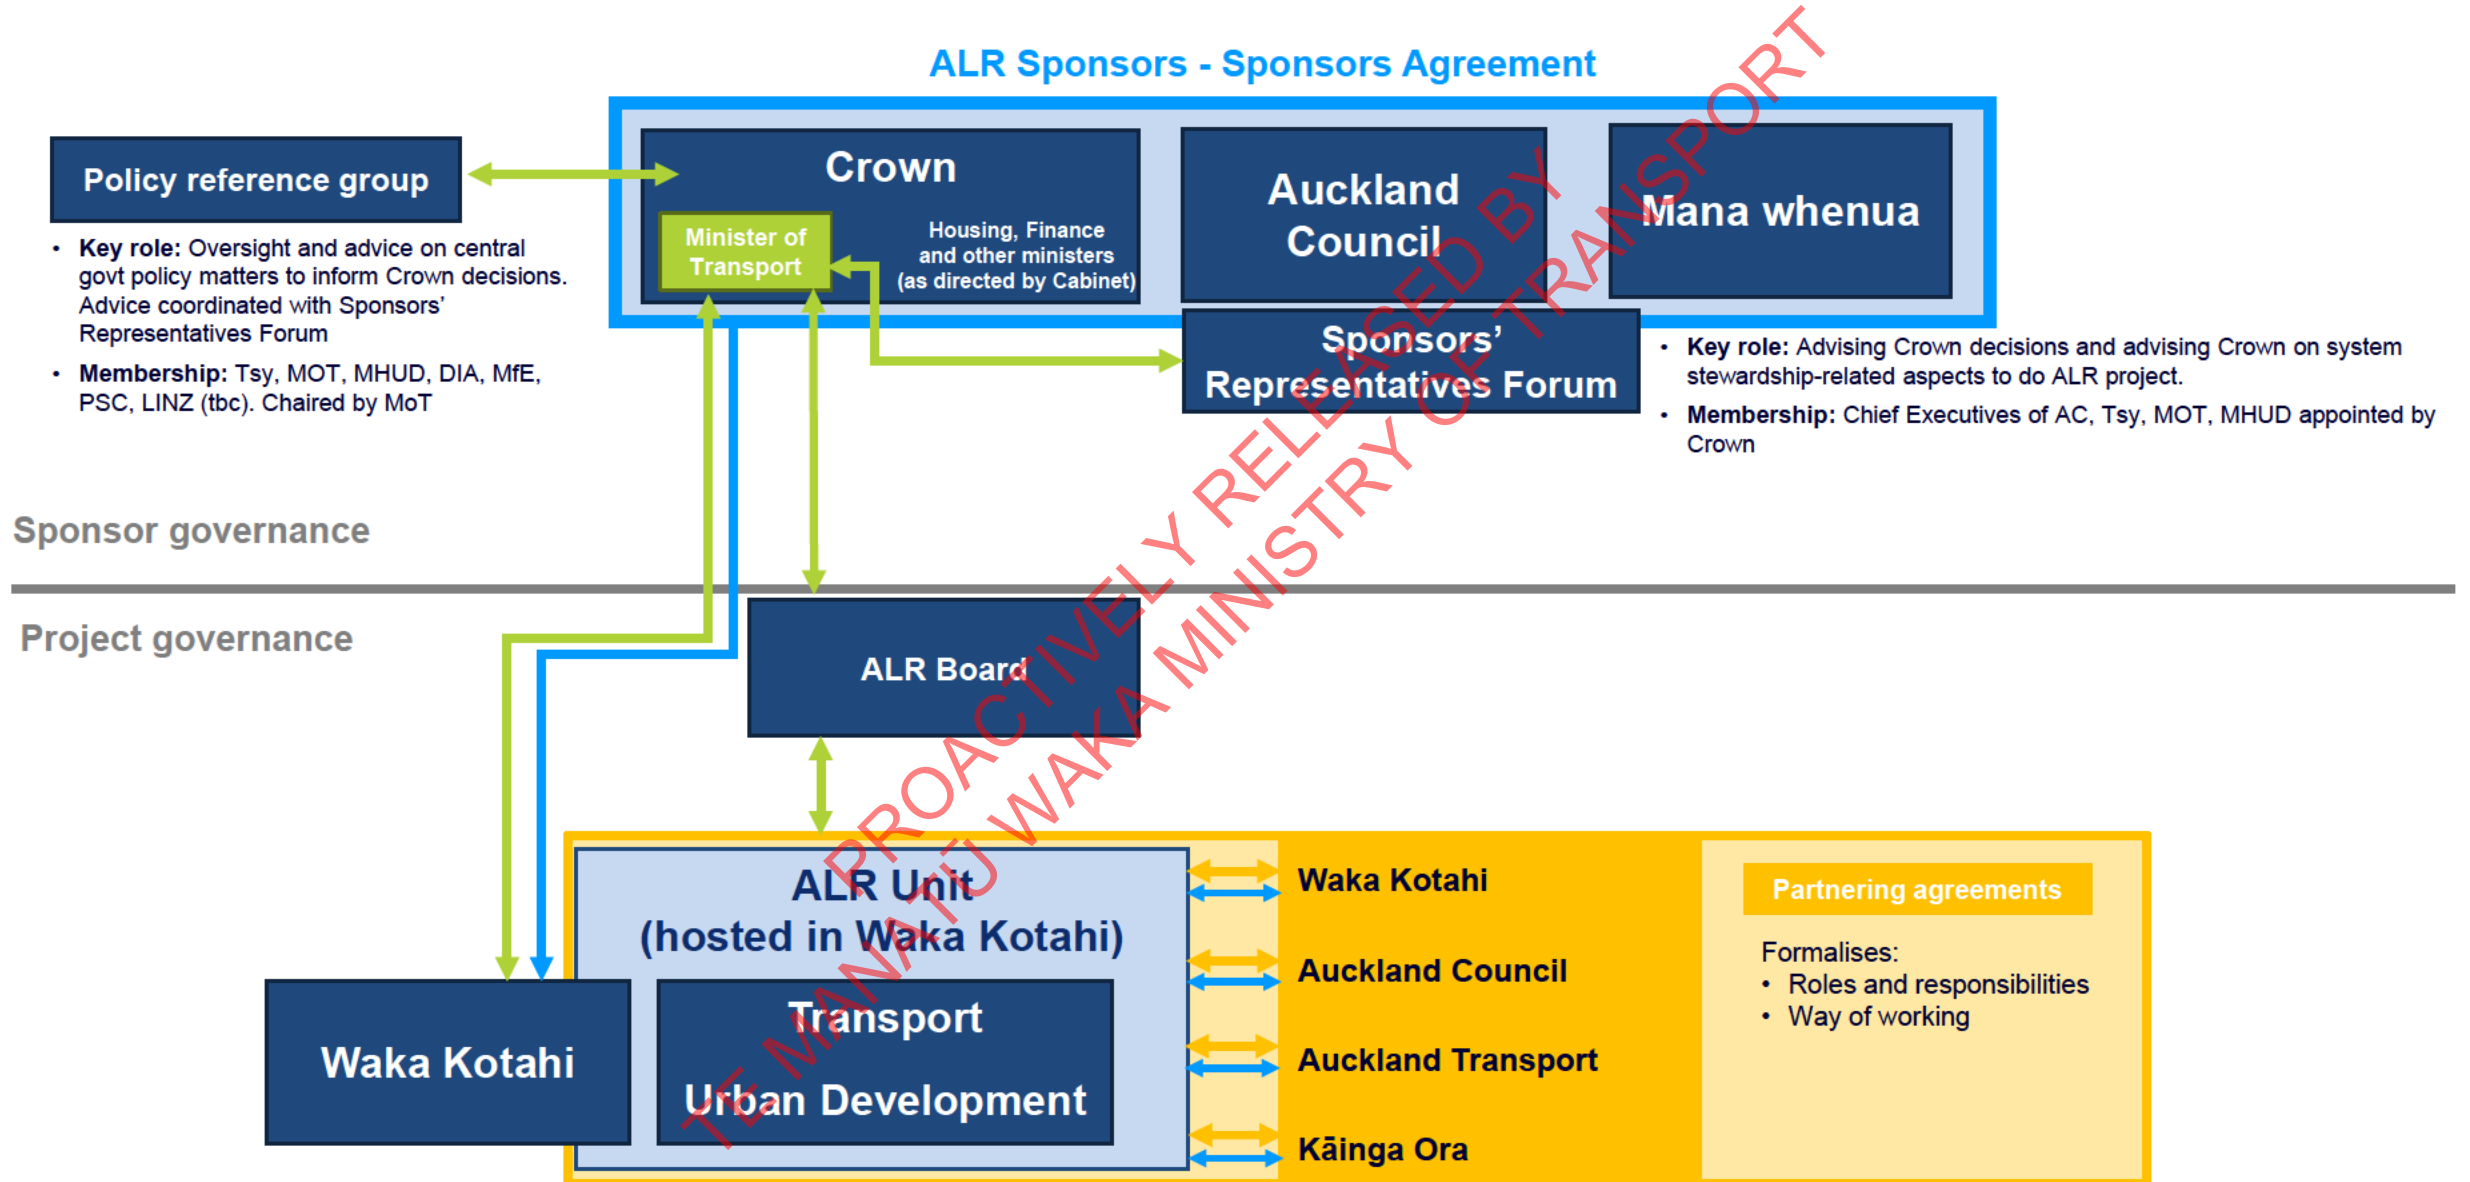 ALR Sponsors - Sponsors Agreement
Policy reference group
• Key role: Oversight and advice on central
govt policy matters to inform Crown decisions.
Advice coordinated with Sponsors’
Representatives Forum
• Membership: Tsy, MOT, MHUD, DIA, MfE,
PSC, LINZ (tbc). Chaired by MoT
Crown
Minister of
Transport
Housing, Finance
and other ministers
(as directed by Cabinet)
Auckland
Council
Mana whenua
Sponsors’
Representatives Forum
• Key role: Advising Crown decisions and advising Crown on system
stewardship-related aspects to do ALR project.
• Membership: Chief Executives of AC, Tsy, MOT, MHUD appointed by
Crown
Sponsor governance
Project governance
ALR Board
ALR Unit
(hosted in Waka Kotahi)
Waka Kotahi
Transport
Urban Development
Waka Kotahi
Auckland Council
Auckland Transport
Kāinga Ora
Partnering agreements
Formalises:
• Roles and responsibilities
• Way of working
PROACTIVELY RELEASED BY
TE MANATŪ WAKA MINISTRY OF TRANSPORT